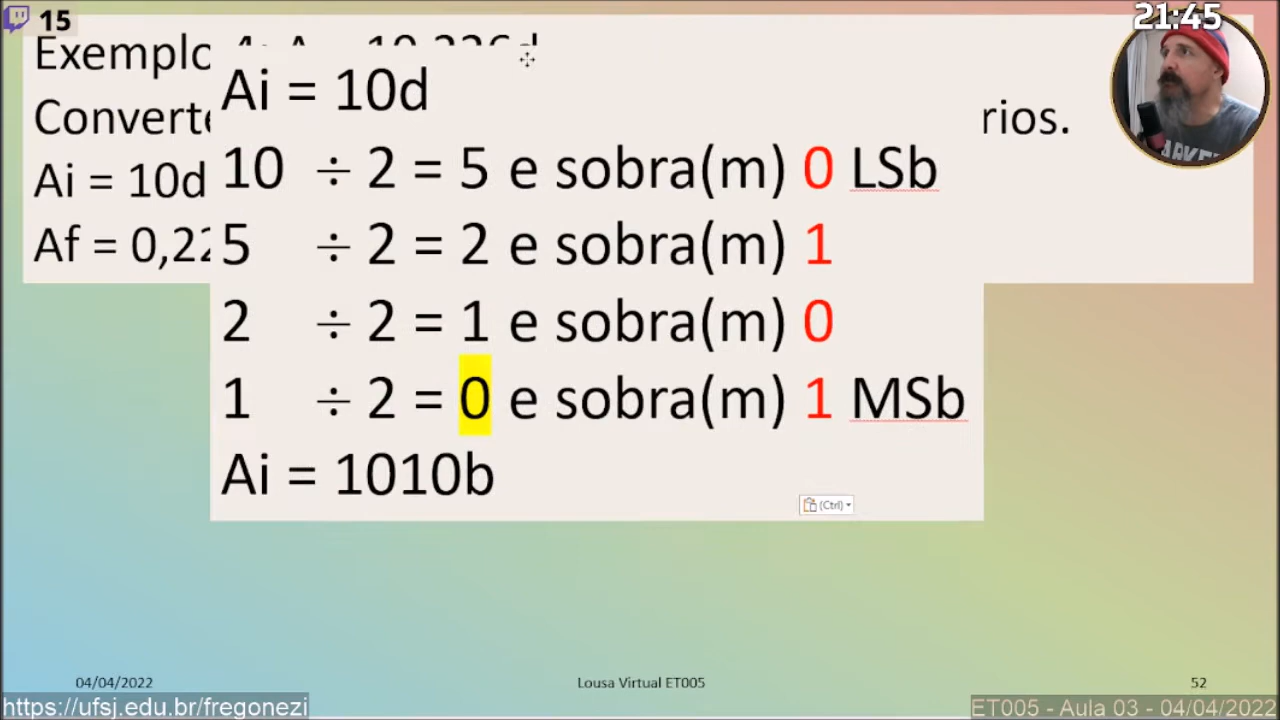 15
21:45
Exemplo
Ai = 10d
Converte rios.
10 ÷ 2 = 5 e sobra(m) 0 LSb
Ai = 10d
5 ÷ 2 = 2 e sobra(m) 1
Af = 0,22
2 ÷ 2 = 1 e sobra(m) 0
1 ÷ 2 = 0 e sobra(m) 1 MSb
Ai = 1010b
(Ctrl)
04/04/2022
Lousa Virtual ET005
52
https://ufsj.edu.br/fregonezi
ET005 - Aula 03 - 04/04/2022